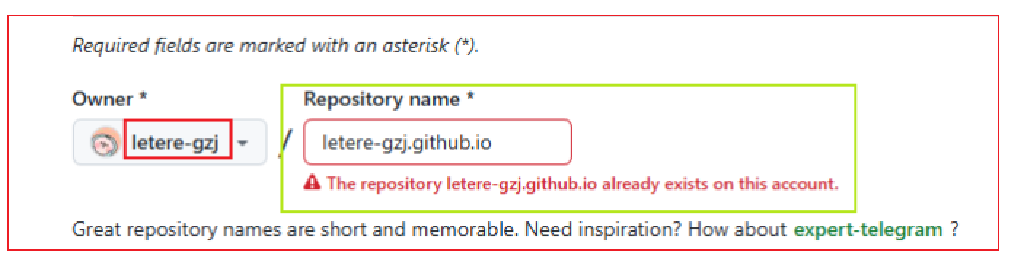 Required fields are marked with an asterisk (*).
Owner * Repository name *
letere-gzj / letere-gzj.github.io
The repository letere-gzj.github.io already exists on this account.
Great repository names are short and memorable. Need inspiration? How about expert-telegram ?